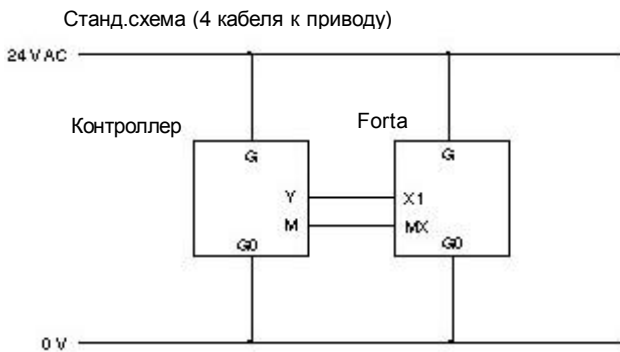 Станд.схема (4 кабеля к приводу)
24 V AC
Контроллер
Forta
G
G
Y
X1
M
MX
G0
G0
0 V